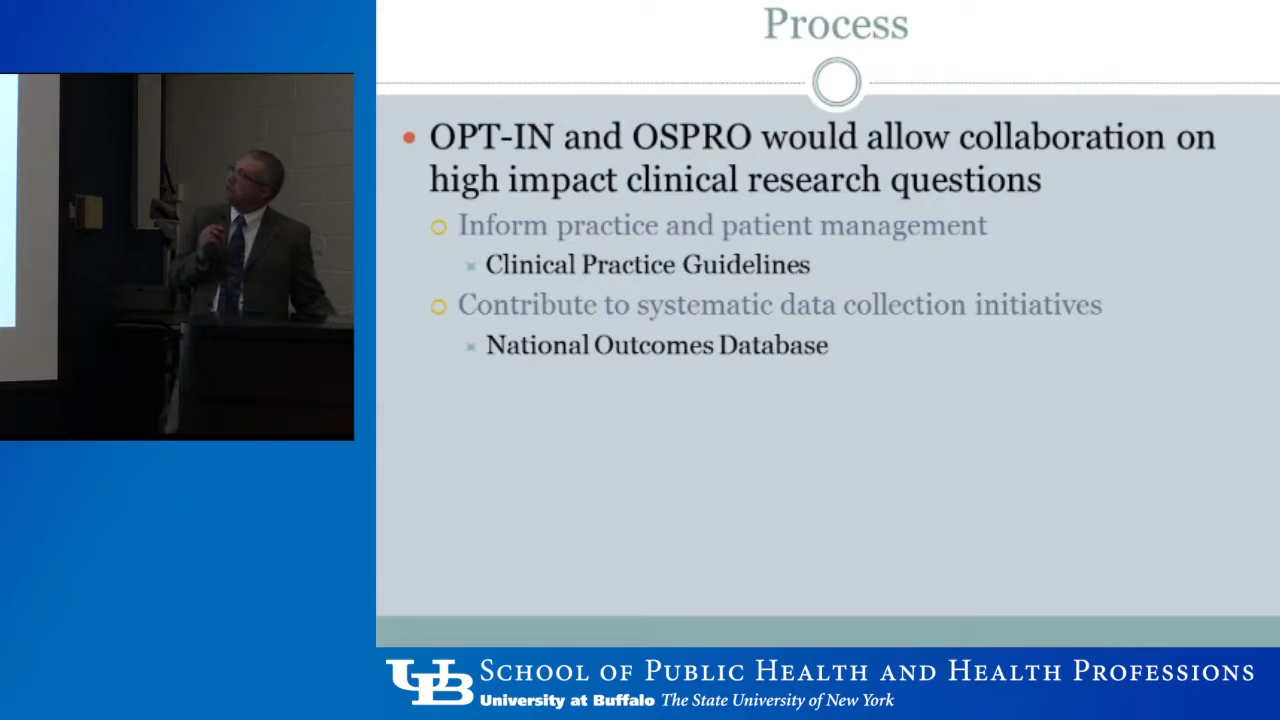 Process
OPT-IN and OSPRO would allow collaboration on
high impact clinical research questions
Inform practice and patient management
Clinical Practice Guidelines
Contribute to systematic data collection initiatives
National Outcomes Database
UB SCHOOL OF PUBLIC HEALTH AND HEALTH PROFESSIONS
University at Buffalo The State University of New York